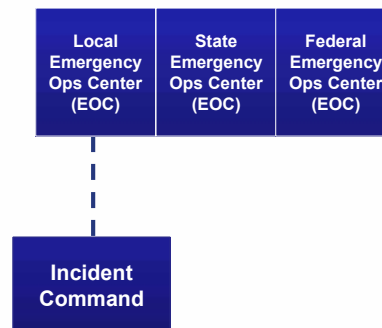 Local
Emergency
Ops Center
(EOC)
State
Emergency
Ops Center
(EOC)
Federal
Emergency
Ops Center
(EOC)
Incident
Command